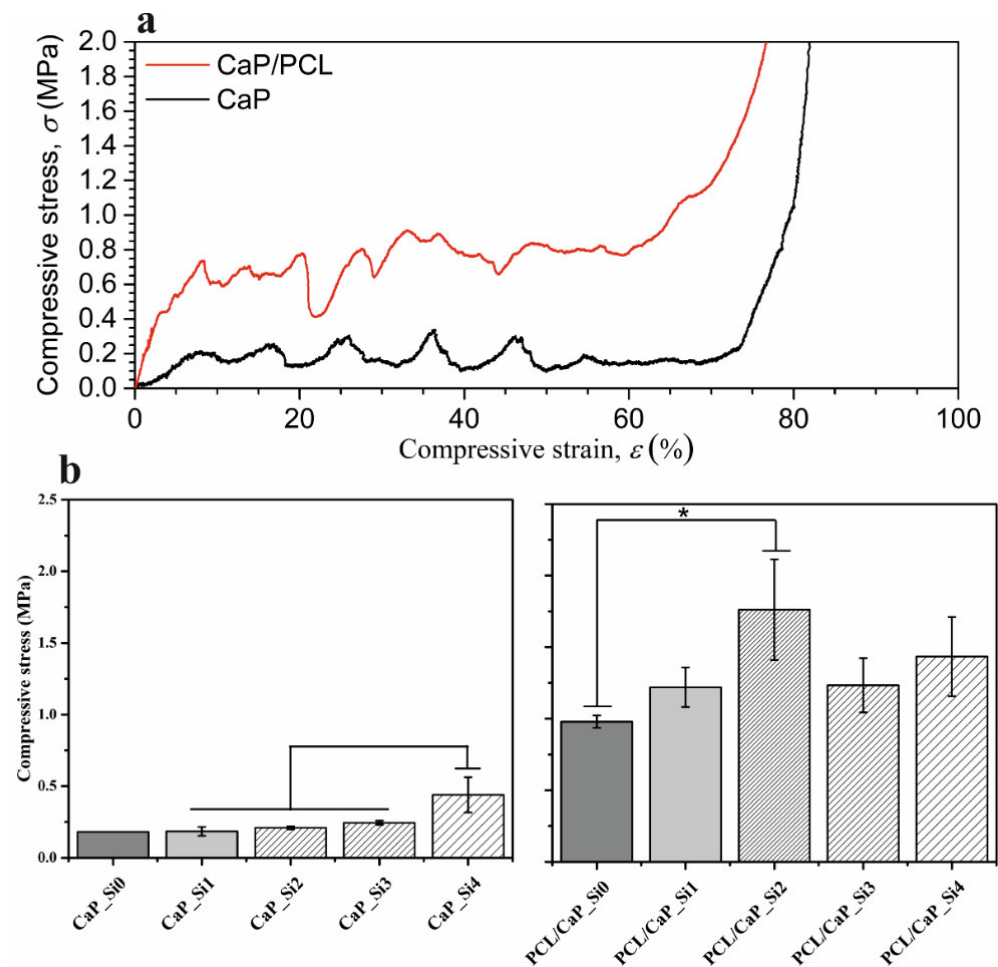 a
Compressive stress, σ (MPa)
2.0
1.8
1.6
1.4
1.2
1.0
0.8
0.6
0.4
0.2
0.0
CaP/PCL
CaP
0 20 40 60 80 100
Compressive strain, ε (%)
b
Compressive stress (MPa)
2.5
2.0
1.5
1.0
0.5
0.0
CaP_Si0
CaP_Si1
CaP_Si2
CaP_Si3
CaP_Si4
*
PCL/CaP_Si0
PCL/CaP_Si1
PCL/CaP_Si2
PCL/CaP_Si3
PCL/CaP_Si4